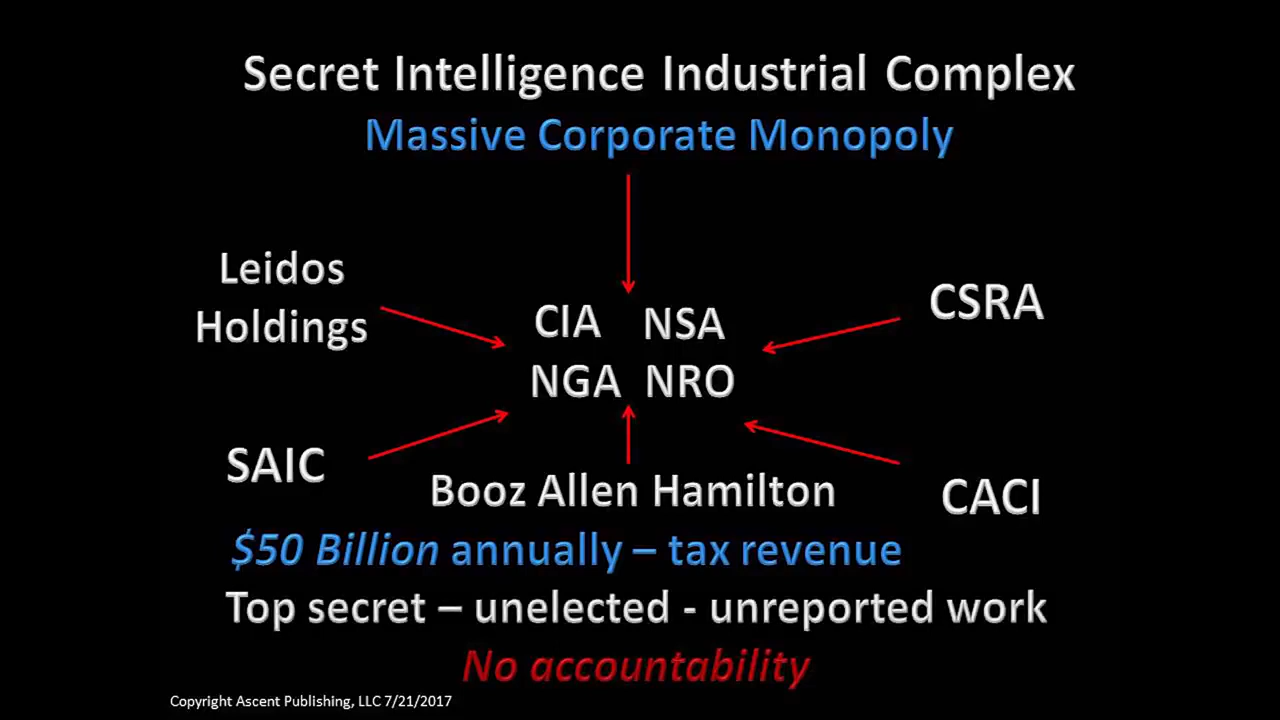 Secret Intelligence Industrial Complex
Massive Corporate Monopoly
Leidos
Holdings
CIA NSA
NGA NRO
CSRA
SAIC
Booz Allen Hamilton
CACI
$50 Billion annually – tax revenue
Top secret – unelected - unreported work
No accountability
Copyright Ascent Publishing, LLC 7/21/2017